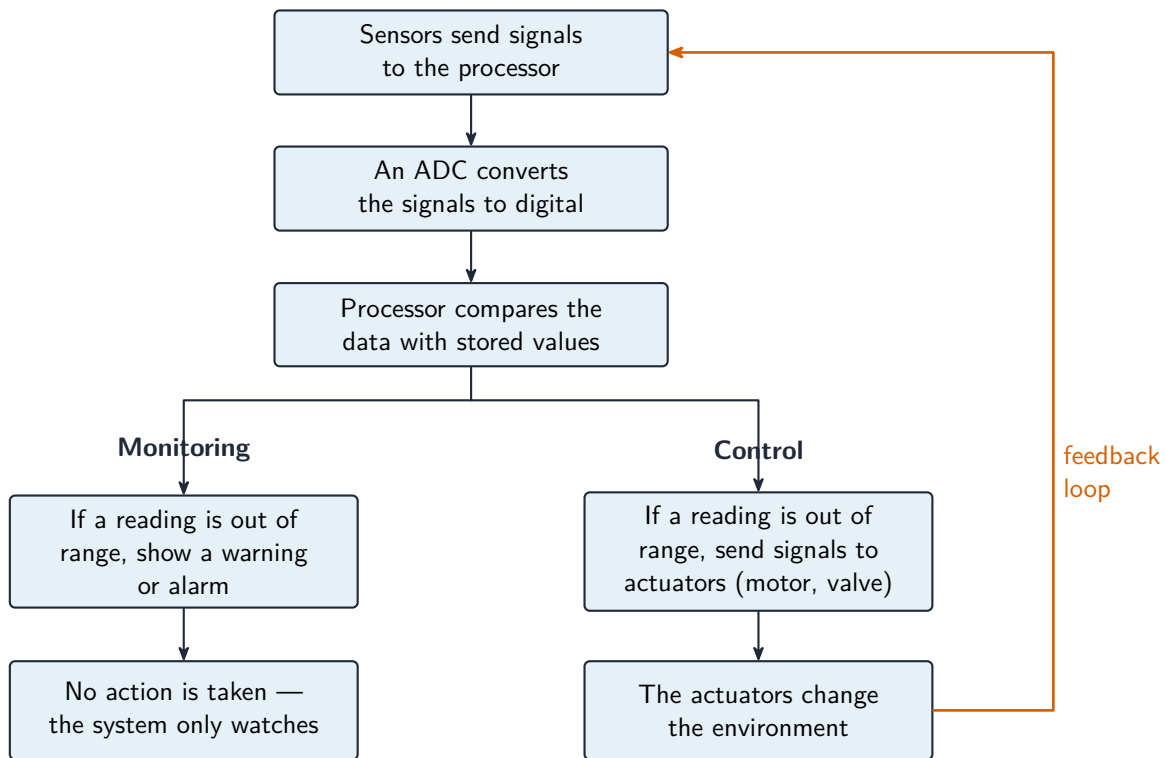 Sensors send signals
to the processor
An ADC converts
the signals to digital
Processor compares the
data with stored values
Monitoring
Control
feedback
loop
If a reading is out of
range, show a warning
or alarm
If a reading is out of
range, send signals to
actuators (motor, valve)
No action is taken —
the system only watches
The actuators change
the environment